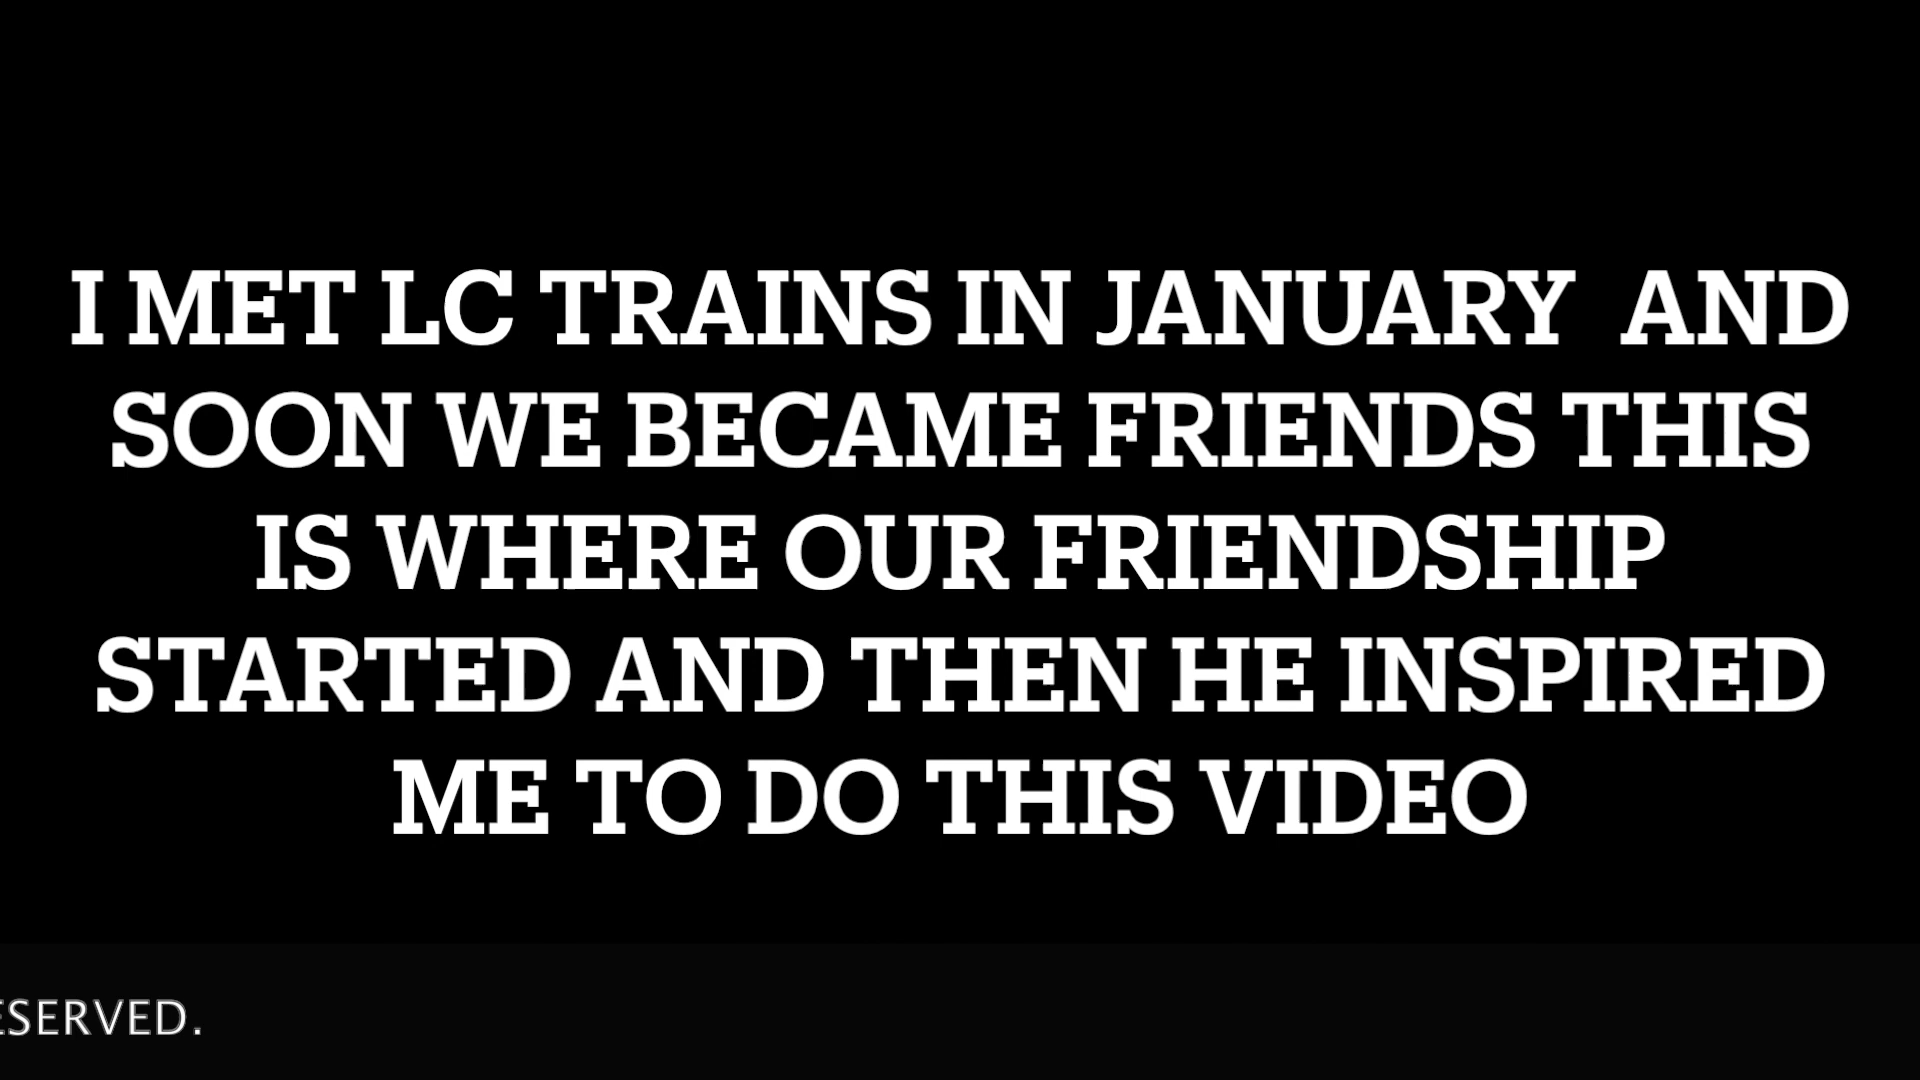 I MET LC TRAINS IN JANUARY  AND
SOON WE BECAME FRIENDS THIS
IS WHERE OUR FRIENDSHIP
STARTED AND THEN HE INSPIRED
ME TO DO THIS VIDEO
ESERVED.